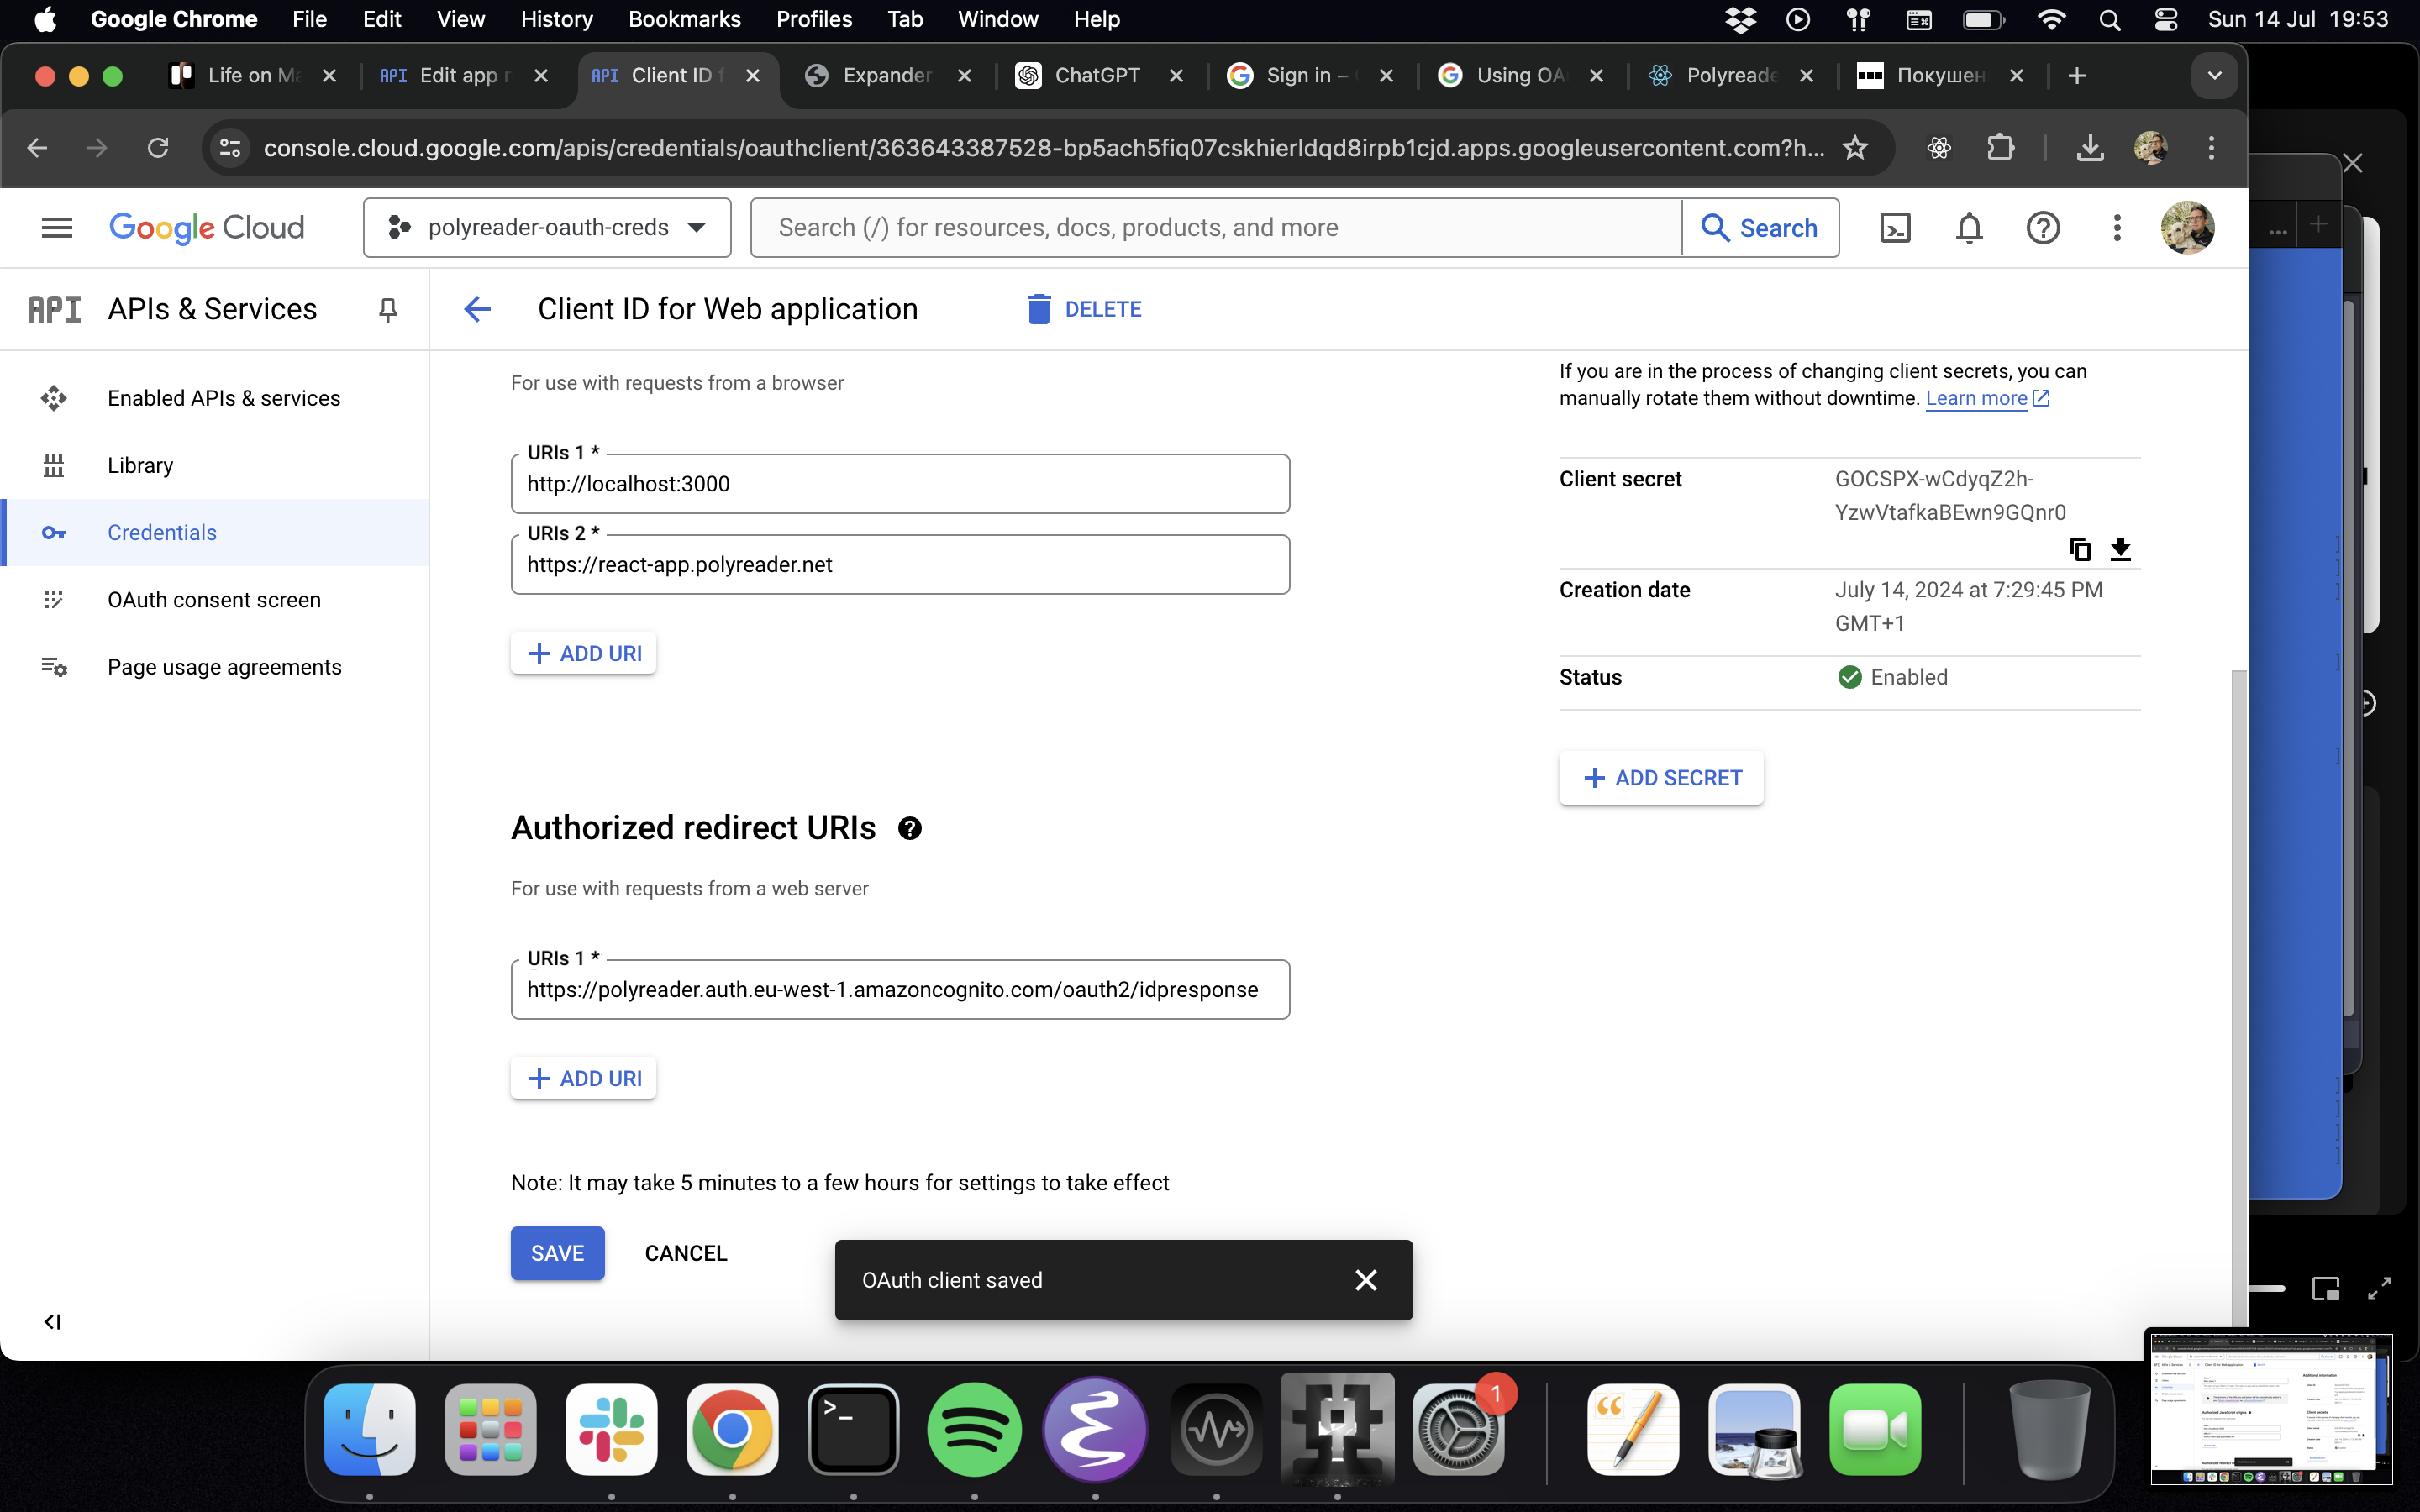 Google Chrome File Edit View History Bookmarks Profiles Tab Window Help Sun 14 Jul 19:53
Life on Ma API Edit app r API Client ID f Expander ChatGPT Sign in – Using OA Polyreade Покушен
console.cloud.google.com/apis/credentials/oauthclient/363643387528-bp5ach5fiq07cskhierldqd8irpb1cjd.apps.googleusercontent.com?h...
Google Cloud polyreader-oauth-creds Search (/) for resources, docs, products, and more Search
API APIs & Services
Client ID for Web application DELETE
Enabled APIs & services
Library
Credentials
OAuth consent screen
Page usage agreements
For use with requests from a browser
URIs 1 *
http://localhost:3000
URIs 2 *
https://react-app.polyreader.net
ADD URI
Authorized redirect URIs
For use with requests from a web server
URIs 1 *
https://polyreader.auth.eu-west-1.amazoncognito.com/oauth2/idpresponse
ADD URI
Note: It may take 5 minutes to a few hours for settings to take effect
SAVE CANCEL
OAuth client saved
If you are in the process of changing client secrets, you can
manually rotate them without downtime. Learn more
Client secret GOCSPX-wCdyqZ2h-
YzwVtafkaBEwn9GQnr0
Creation date July 14, 2024 at 7:29:45 PM
GMT+1
Status Enabled
ADD SECRET
1